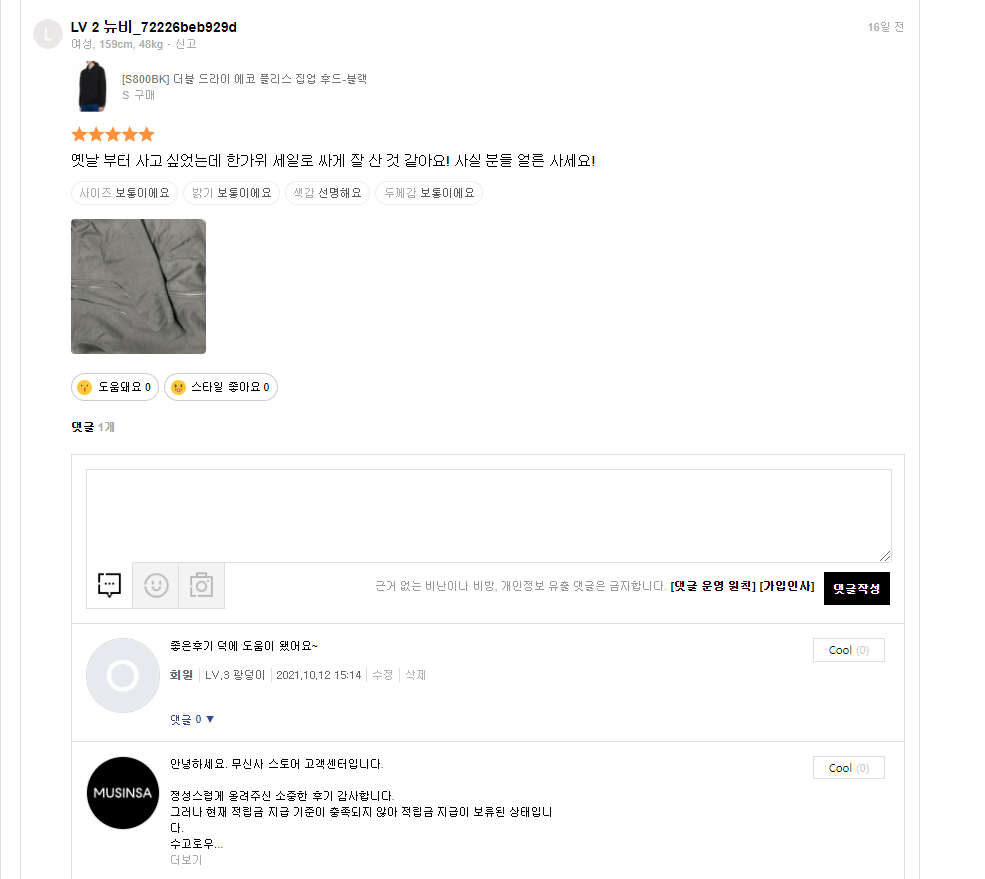 L
LV 2 뉴비_72226beb929d
16일 전
여성, 159cm, 48kg · 신고
[S800BK] 더블 드라이 에코 플리스 집업 후드-블랙
S 구매
옛날 부터 사고 싶었는데 한가위 세일로 싸게 잘 산 것 같아요! 사실 분들 얼른 사세요!
사이즈 보통이에요 밝기 보통이에요 색감 선명해요 두께감 보통이에요
도움돼요 0 스타일 좋아요 0
댓글 1개
근거 없는 비난이나 비방, 개인정보 유출 댓글은 금지합니다. [댓글 운영 원칙] [가입인사] 댓글작성
좋은후기 덕에 도움이 됐어요~
Cool (0)
회원 LV.3 팡덩이 2021.10.12 15:14 수정 삭제
댓글 0 ▼
안녕하세요. 무신사 스토어 고객센터입니다.
Cool (0)
MUSINSA
정성스럽게 올려주신 소중한 후기 감사합니다.
그러나 현재 적립금 지급 기준이 충족되지 않아 적립금 지급이 보류된 상태입니
다.
수고로우...
더보기